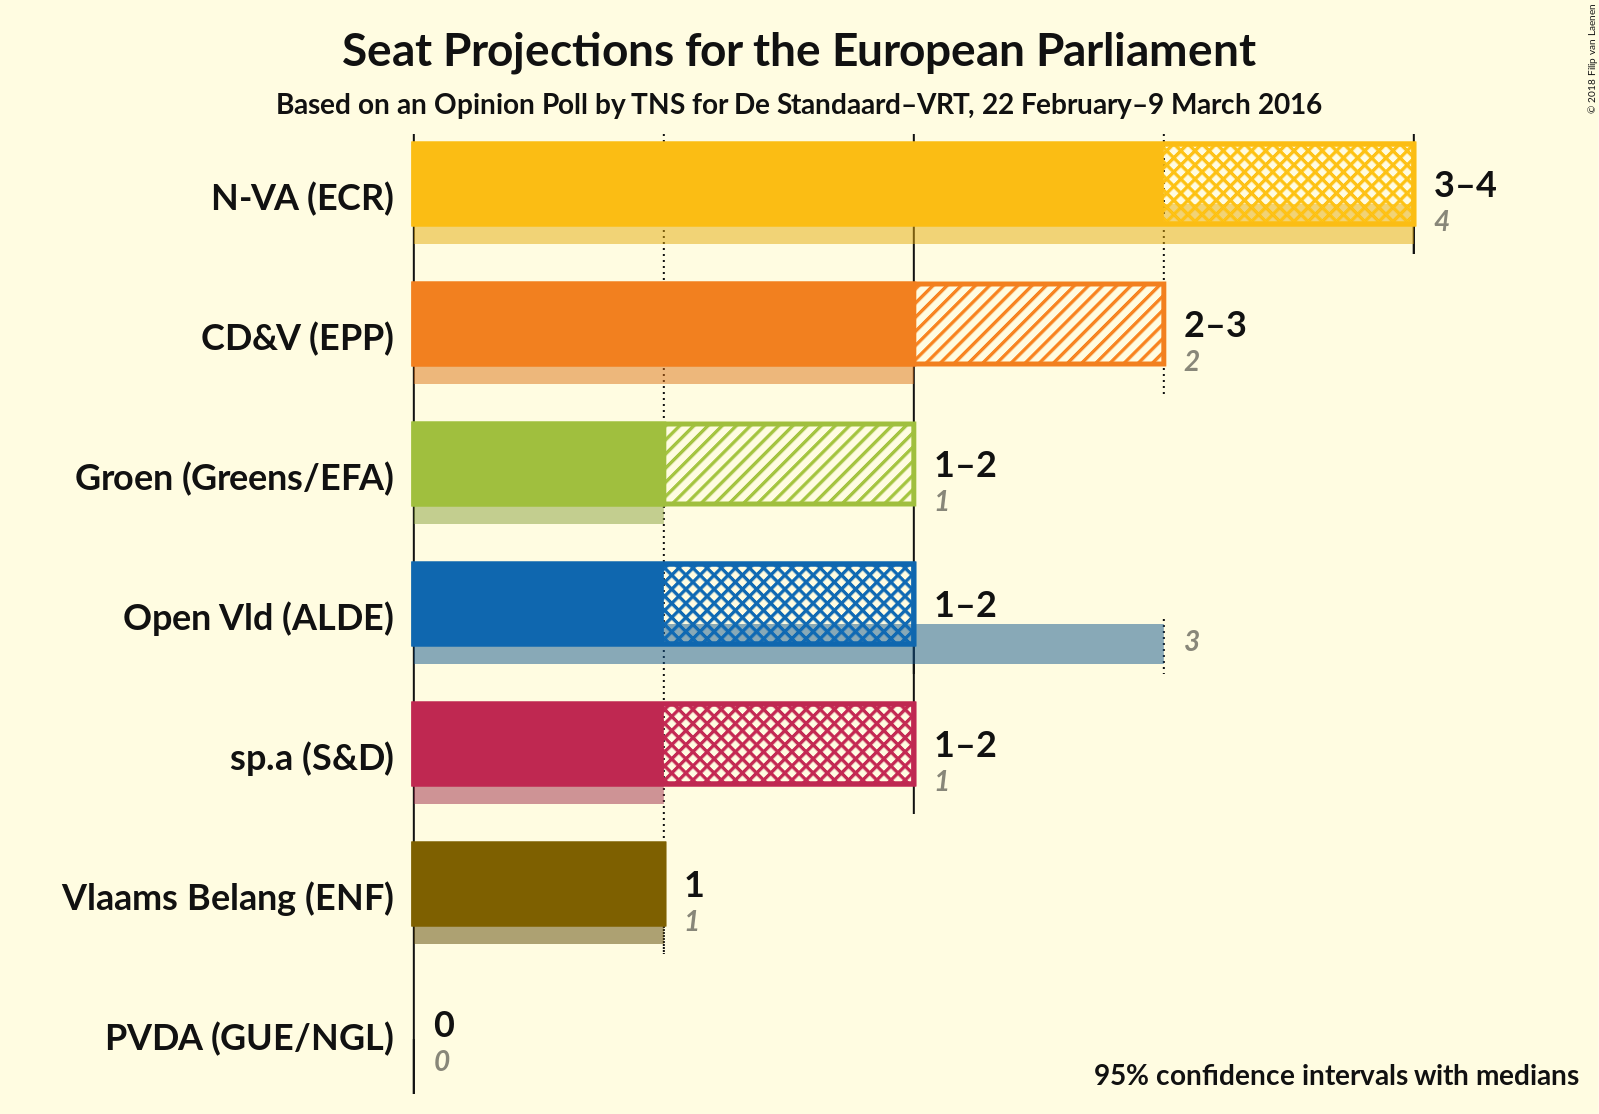 Seat Projections for the European Parliament
Based on an Opinion Poll by TNS for De Standaard–VRT, 22 February–9 March 2016
© 2018 Filip van Laenen
N-VA (ECR)
3–4
4
CD&V (EPP)
2–3
2
Groen (Greens/EFA)
1–2
1
Open Vld (ALDE)
1–2
3
sp.a (S&D)
1–2
1
Vlaams Belang (ENF)
1
1
PVDA (GUE/NGL)
0
0
95% confidence intervals with medians